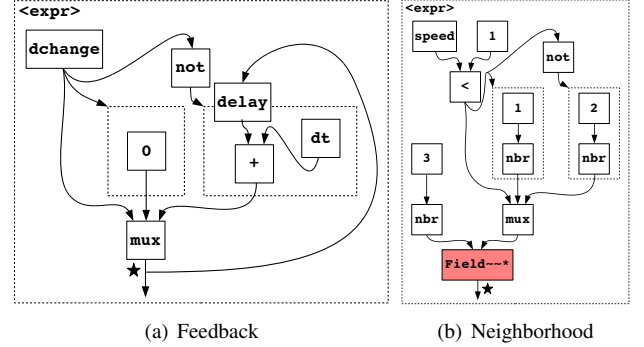 <expr>
dchange
not
delay
0
dt
+
mux
★
(a) Feedback
<expr>
speed
1
not
<
1
2
nbr
nbr
3
nbr
mux
Field~~*
★
(b) Neighborhood